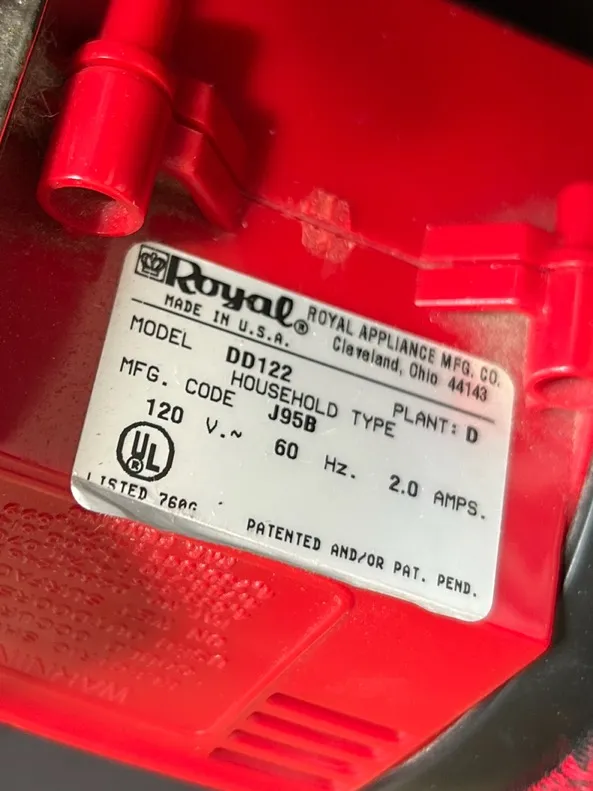 Royal® ROYAL APPLIANCE MFG. CO.
MADE IN U.S.A. Cleveland, Ohio 44143
MODEL DD122 PLANT: D
HOUSEHOLD TYPE
MFG. CODE J95B
120 V.~ 60 Hz. 2.0 AMPS.
UL
®
LISTED 760G
PATENTED AND/OR PAT. PEND.